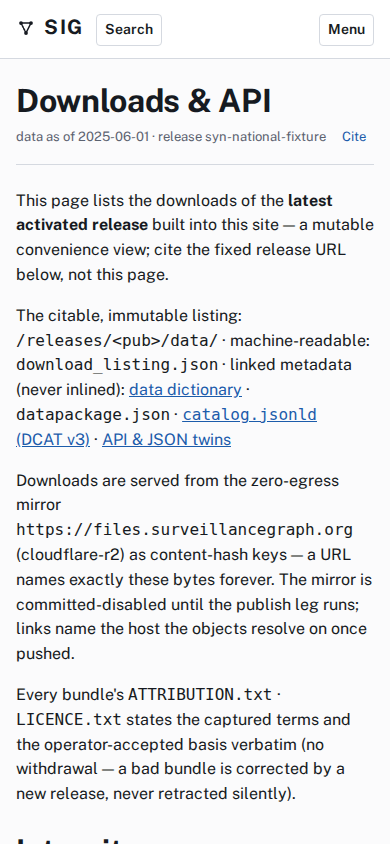 SIG
Search
Menu
Downloads & API
data as of 2025-06-01 · release syn-national-fixture Cite
This page lists the downloads of the latest
activated release built into this site — a mutable
convenience view; cite the fixed release URL
below, not this page.
The citable, immutable listing:
/releases/<pub>/data/ · machine-readable:
download_listing.json · linked metadata
(never inlined): data dictionary ·
datapackage.json · catalog.jsonld
(DCAT v3) · API & JSON twins
Downloads are served from the zero-egress
mirror
https://files.surveillancegraph.org
(cloudflare-r2) as content-hash keys — a URL
names exactly these bytes forever. The mirror is
committed-disabled until the publish leg runs;
links name the host the objects resolve on once
pushed.
Every bundle's ATTRIBUTION.txt ·
LICENCE.txt states the captured terms and
the operator-accepted basis verbatim (no
withdrawal — a bad bundle is corrected by a
new release, never retracted silently).